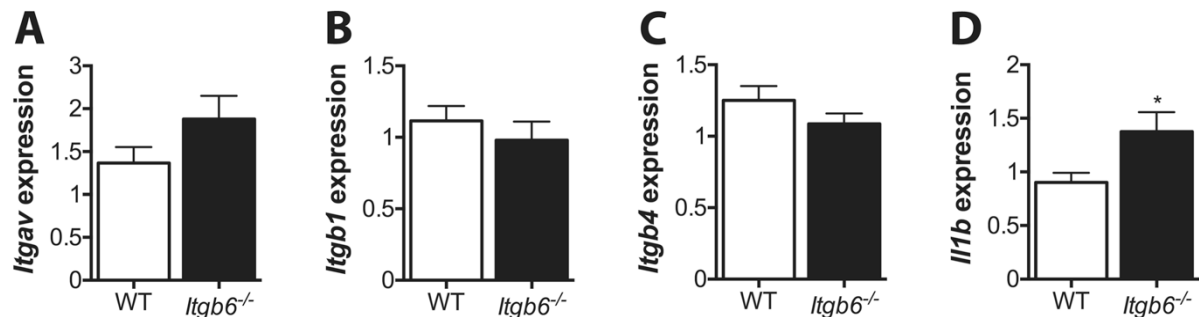 A
Itgav expression
3
2.5
2
1.5
1
0.5
0
WT
Itgb6-/-
B
Itgb1 expression
1.5
1
0.5
0
WT
Itgb6-/-
C
Itgb4 expression
1.5
1
0.5
0
WT
Itgb6-/-
D
Il1b expression
2
1.5
1
0.5
0
*
WT
Itgb6-/-